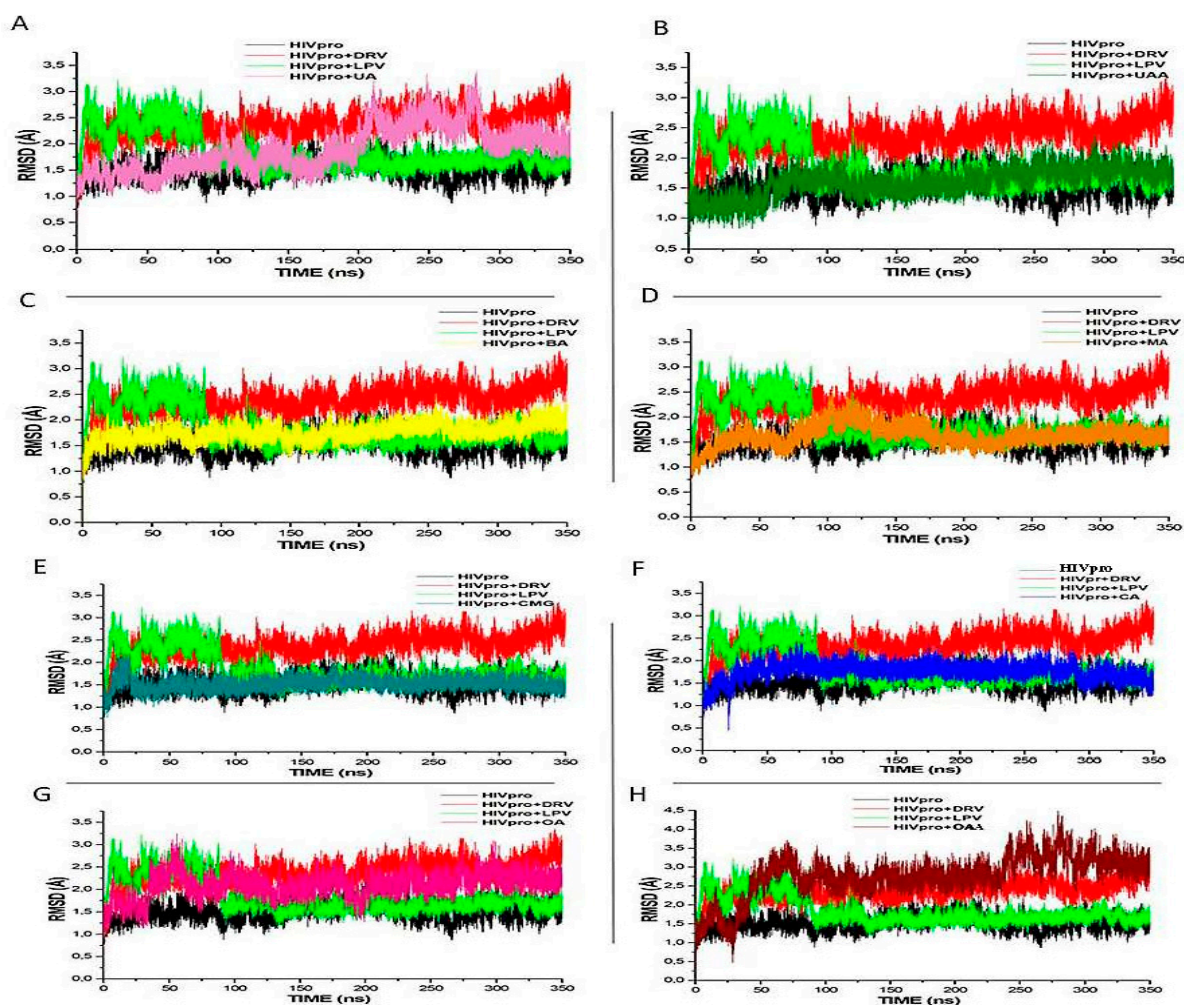 A
HIVpro
HIVpro+DRV
HIVpro+LPV
HIVpro+UA
RMSD (Å)
3,5
3,0
2,5
2,0
1,5
1,0
0,5
0,0
0 50 100 150 200 250 300 350
TIME (ns)
B
HIVpro
HIVpro+DRV
HIVpro+LPV
HIVpro+UAA
RMSD (Å)
3,5
3,0
2,5
2,0
1,5
1,0
0,5
0 50 100 150 200 250 300 350
TIME (ns)
C
HIVpro
HIVpro+DRV
HIVpro+LPV
HIVpro+BA
RMSD (Å)
3,5
3,0
2,5
2,0
1,5
1,0
0,5
0,0
0 50 100 150 200 250 300 350
TIME (ns)
D
HIVpro
HIVpro+DRV
HIVpro+LPV
HIVpro+MA
RMSD (Å)
3,5
3,0
2,5
2,0
1,5
1,0
0,5
0,0
0 50 100 150 200 250 300 350
TIME (ns)
E
HIVpro
HIVpro+DRV
HIVpro+LPV
HIVpro+CMG
RMSD (Å)
3,5
3,0
2,5
2,0
1,5
1,0
0,5
0,0
0 50 100 150 200 250 300 350
TIME (ns)
F
HIVpro
HIVpr+DRV
HIVpro+LPV
HIVpro+CA
RMSD (Å)
3,5
3,0
2,5
2,0
1,5
1,0
0,5
0,0
0 50 100 150 200 250 300 350
TIME (ns)
G
HIVpro
HIVpro+DRV
HIVpro+LPV
HIVpro+OA
RMSD (Å)
3,5
3,0
2,5
2,0
1,5
1,0
0,5
0,0
0 50 100 150 200 250 300 350
TIME (ns)
H
HIVpro
HIVpro+DRV
HIVpro+LPV
HIVpro+OAA
RMSD (Å)
4,5
4,0
3,5
3,0
2,5
2,0
1,5
1,0
0,5
0,0
0 50 100 150 200 250 300 350
TIME (ns)